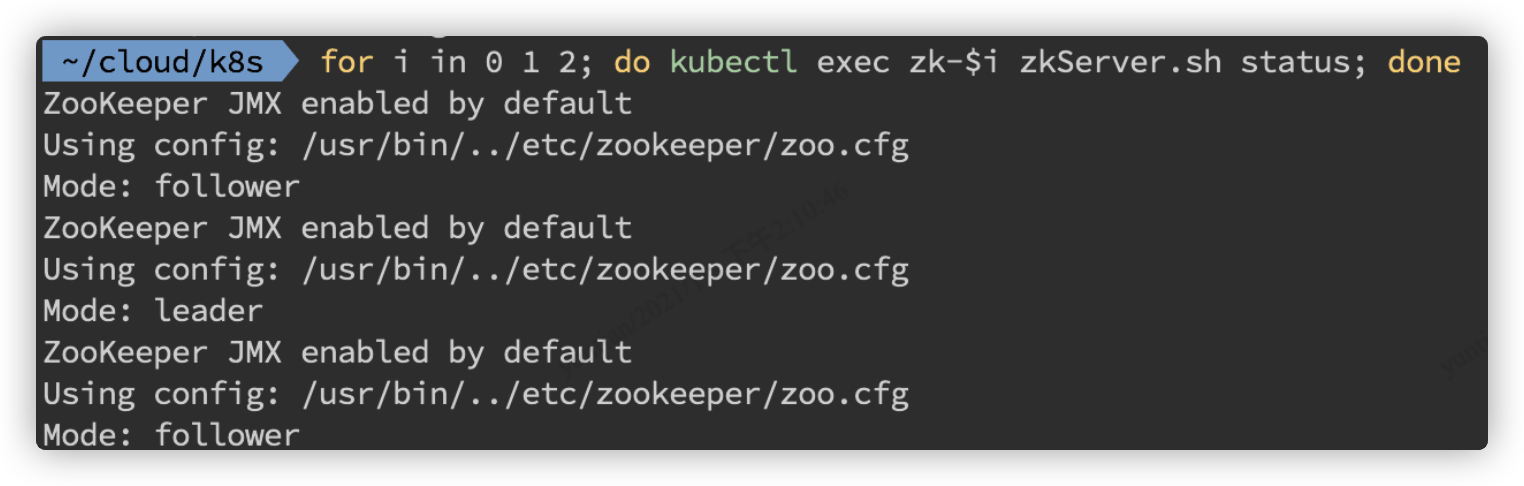 ~/cloud/k8s for i in 0 1 2; do kubectl exec zk-$i zkServer.sh status; done
ZooKeeper JMX enabled by default
Using config: /usr/bin/../etc/zookeeper/zoo.cfg
Mode: follower
ZooKeeper JMX enabled by default
Using config: /usr/bin/../etc/zookeeper/zoo.cfg
Mode: leader
ZooKeeper JMX enabled by default
Using config: /usr/bin/../etc/zookeeper/zoo.cfg
Mode: follower